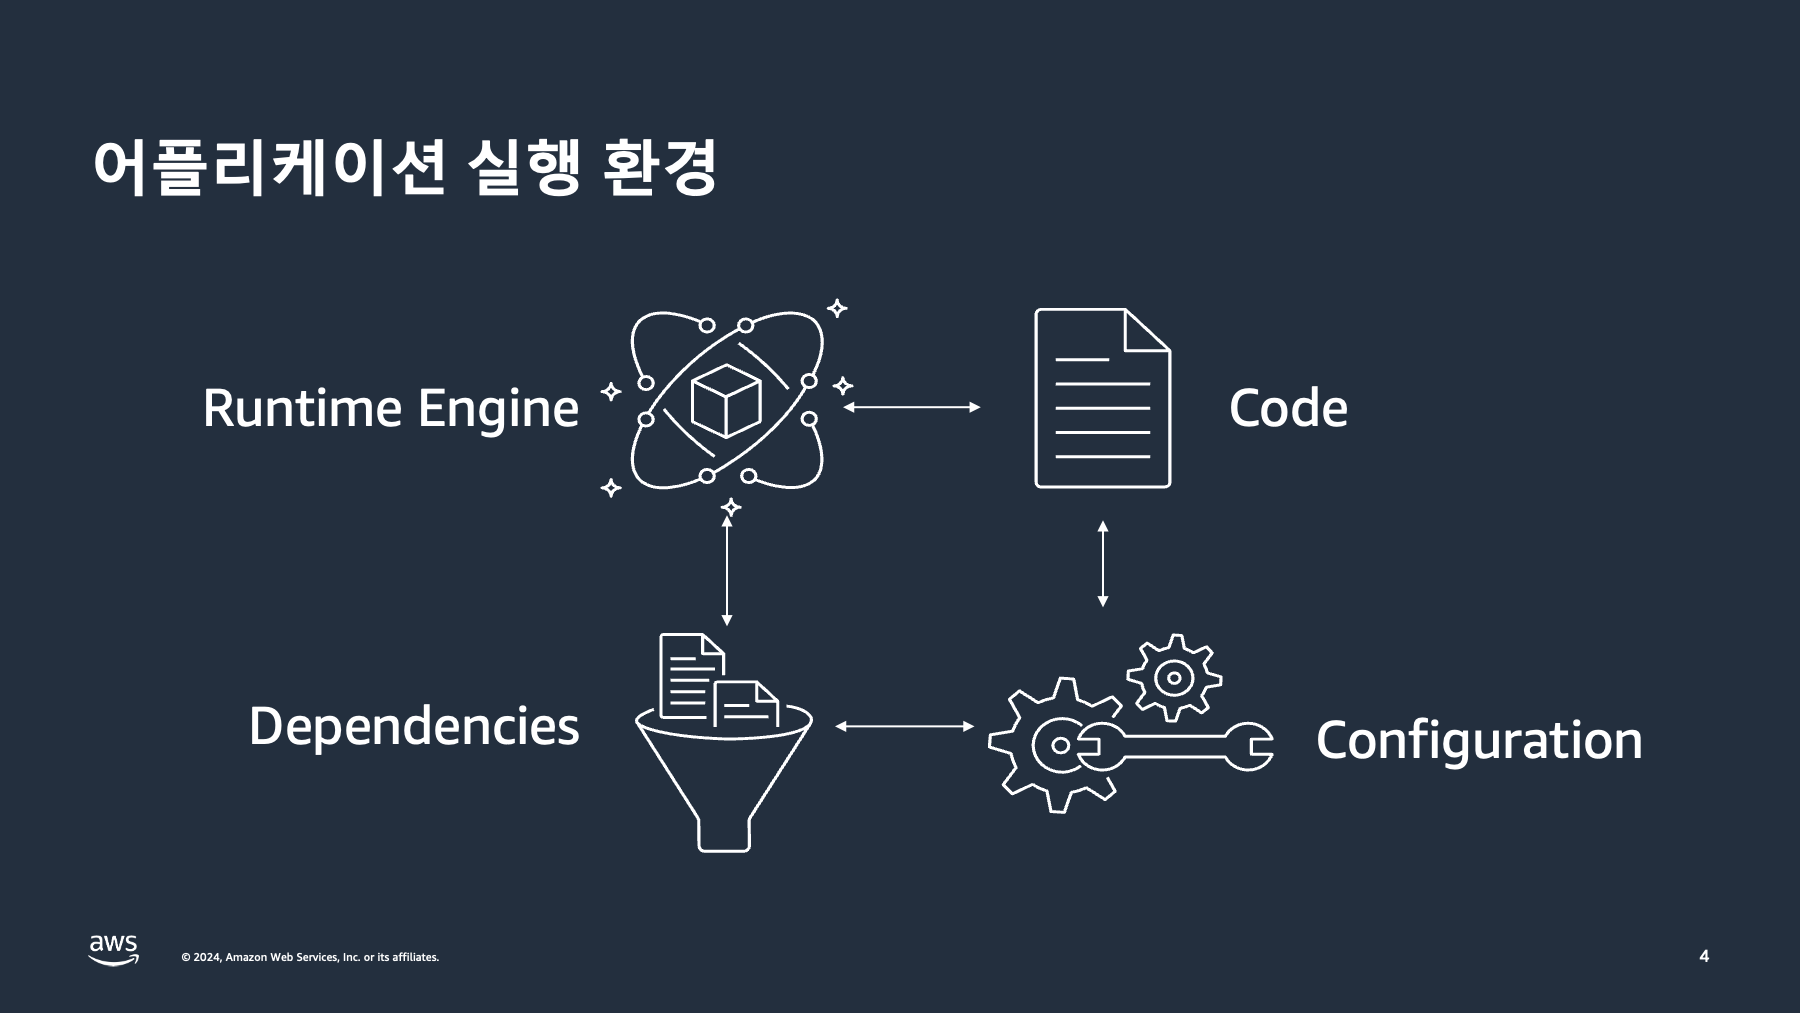 어플리케이션 실행 환경
Runtime Engine
Code
Dependencies
Configuration
aws
© 2024, Amazon Web Services, Inc. or its affiliates.
4